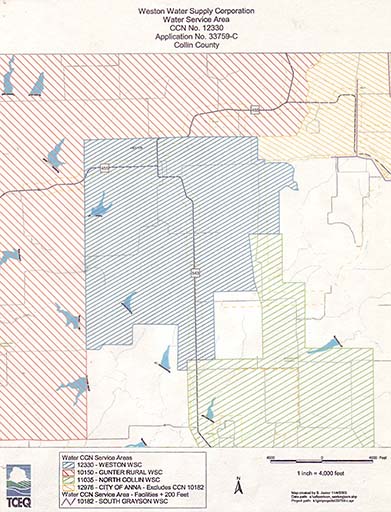 Weston Water Supply Corporation
Water Service Area
CCN No. 12330
Application No. 33759-C
Collin County
Water CCN Service Areas
12330 - WESTON WSC
10150 - GUNTER RURAL WSC
11035 - NORTH COLLIN WSC
12976 - CITY OF ANNA - Excludes CCN 10182
Water CCN Service Area - Facilities + 200 Feet
10182 - SOUTH GRAYSON WSC
TCEQ
N
4000 Feet
1 inch = 4,000 feet